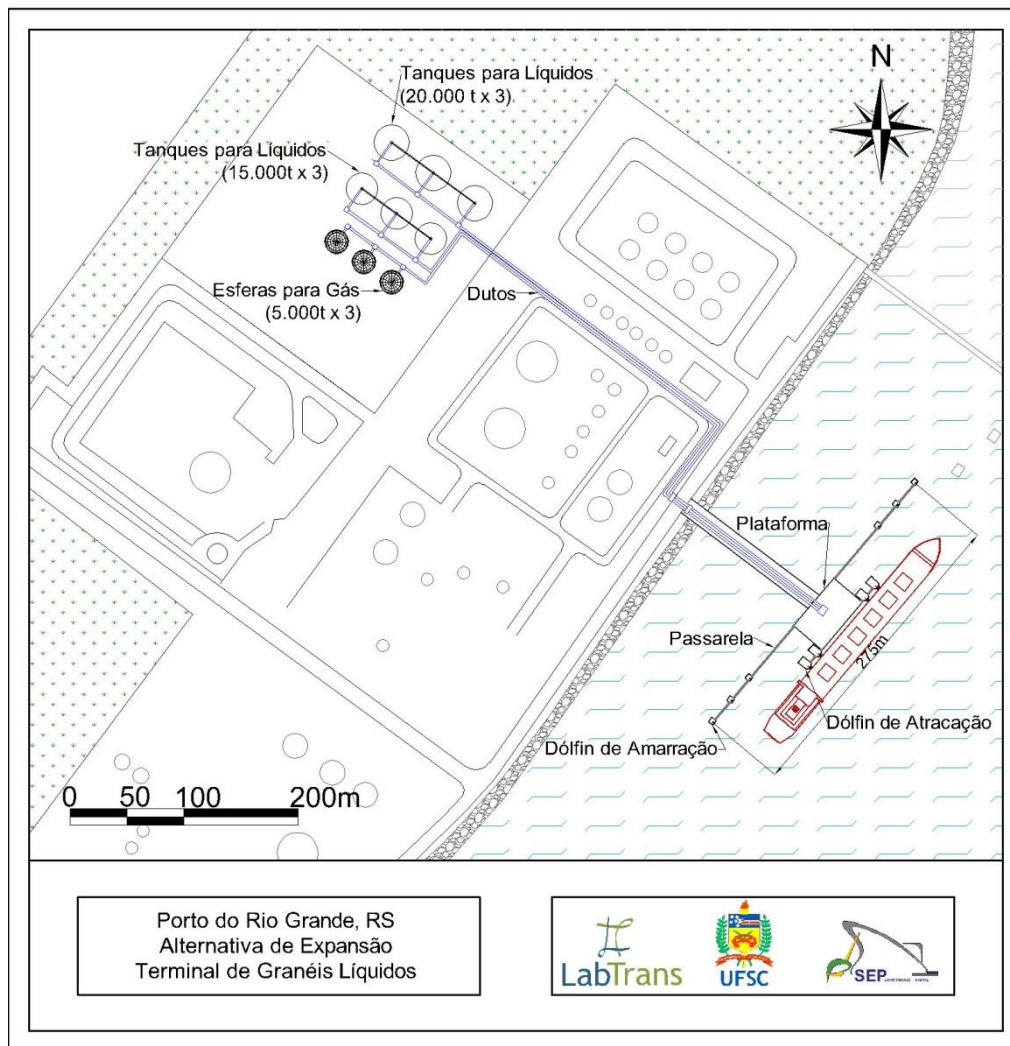 N
Tanques para Líquidos
(20.000 t x 3)
Tanques para Líquidos
(15.000t x 3)
Esferas para Gás
(5.000t x 3)
Dutos
Plataforma
Passarela
275m
Dólfin de Atracação
Dólfin de Amarração
0 50 100 200m
Porto do Rio Grande, RS
Alternativa de Expansão
Terminal de Granéis Líquidos
LabTrans
UFSC
SEP